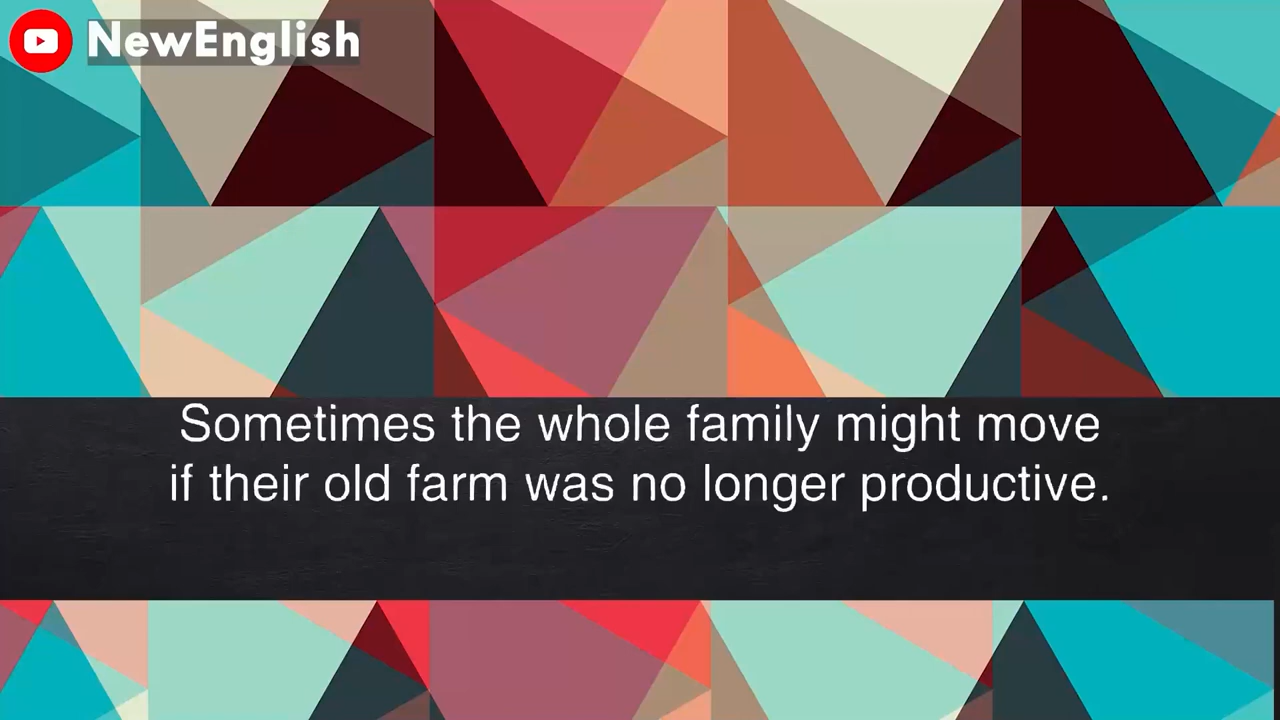 NewEnglish
Sometimes the whole family might move
if their old farm was no longer productive.